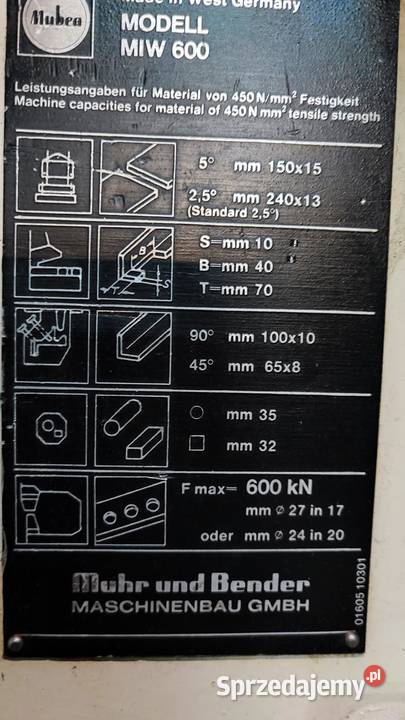 Mubea
Made in West Germany
MODELL
MIW 600
Leistungsangaben für Material von 450 N/mm² Festigkeit
Machine capacities for material of 450 N mm² tensile strength
5° mm 150x15
2,5° mm 240x13
(Standard 2,5°)
S=mm 10
B=mm 40
T=mm 70
B
T
S
90° mm 100x10
45° mm 65x8
mm 35
mm 32
F max= 600 kN
mm ⌀ 27 in 17
oder mm ⌀ 24 in 20
Muhr und Bender
MASCHINENBAU GMBH
01605 10301
Sprzedajemy.pl